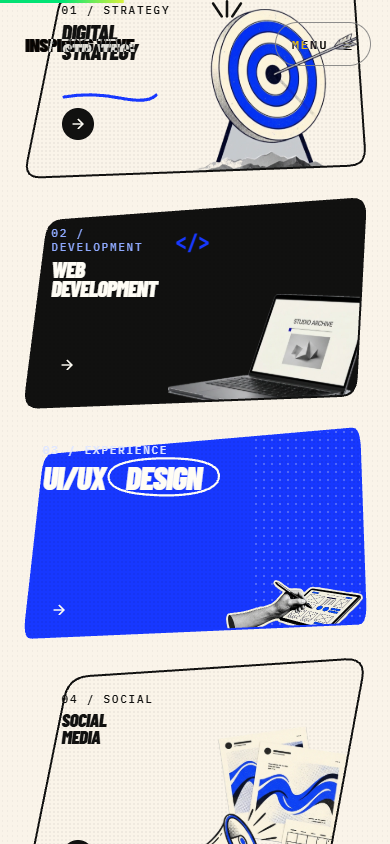 01 / STRATEGY
DIGITAL
STRATEGY
MENU
02 /
DEVELOPMENT
</>
WEB
DEVELOPMENT
STUDIO ARCHIVE
03 / EXPERIENCE
UI/UX DESIGN
04 / SOCIAL
SOCIAL
MEDIA